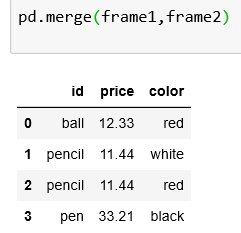 pd.merge(frame1,frame2)
id price color
0 ball 12.33 red
1 pencil 11.44 white
2 pencil 11.44 red
3 pen 33.21 black